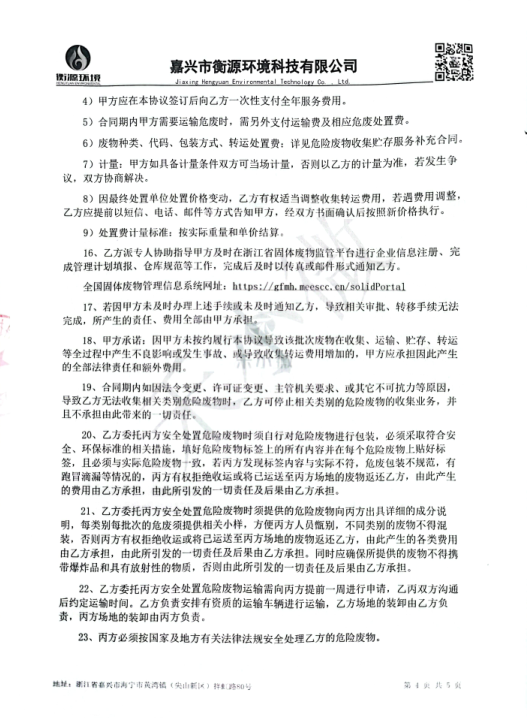 衡源环境
嘉兴市衡源环境科技有限公司
Jiaxing Hengyuan Environmental Technology Co., Ltd.
4）甲方应在本协议签订后向乙方一次性支付全年服务费用。
5）合同期内甲方需要运输危废时，需另外支付运输费及相应危废处置费。
6）废物种类、代码、包装方式、转运处置费：详见危险废物收集贮存服务补充合同。
7）计量：甲方如具备计量条件双方可当场计量，否则以乙方的计量为准，若发生争
议，双方协商解决。
8）因最终处置单位处置价格变动，乙方有权适当调整收集转运费用，若遇费用调整，
乙方应提前以短信、电话、邮件等方式告知甲方，经双方书面确认后按照新价格执行。
9）处置费计量标准：按实际重量和单价结算。
16、乙方派专人协助指导甲方及时在浙江省固体废物监管平台进行企业信息注册、完
成管理计划填报、仓库规范等工作，完成后及时以传真或邮件形式通知乙方。
全国固体废物管理信息系统网址：https://gfmh.meescc.cn/solidPortal
17、若因甲方未及时办理上述手续或未及时通知乙方，导致相关审批、转移手续无法
完成，所产生的责任、费用全部由甲方承担。
18、甲方承诺：因甲方未按约履行本协议导致该批次废物在收集、运输、贮存、转运
等全过程中产生不良影响或发生事故、或导致收集转运费用增加的，甲方应承担因此产生
的全部法律责任和额外费用。
19、合同期内如因法令变更、许可证变更、主管机关要求、或其它不可抗力等原因，
导致乙方无法收集相关类别危险废物时，乙方可停止相关类别的危险废物的收集业务，并
且不承担由此带来的一切责任。
20、乙方委托丙方安全处置危险废物时须自行对危险废物进行包装，必须采取符合安
全、环保标准的相关措施，填好危险废物标签上的所有内容并在每个危险废物上贴好标
签，且必须与实际危险废物一致，若丙方发现标签内容与实际不符，危废包装不规范，有
跑冒滴漏等情况的，丙方有权拒绝收运或将已运送至丙方场地的废物返还乙方，由此产生
的费用由乙方承担，由此所引发的一切责任及后果由乙方承担。
21、乙方委托丙方安全处置危险废物时须提供的危险废物向丙方出具详细的成分说
明，每类别每批次的危废须提供相关小样，方便丙方人员甄别，不同类别的废物不得混
装，否则丙方有权拒绝收运或将已运送至丙方场地的废物返还乙方，由此产生的各类费用
由乙方承担，由此所引发的一切责任及后果由乙方承担。同时应确保所提供的废物不得携
带爆炸品和具有放射性的物质，否则由此所引发的一切责任及后果由乙方承担。
22、乙方委托丙方安全处置危险废物运输需向丙方提前一周进行申请，乙丙双方沟通
后约定运输时间。乙方负责安排有资质的运输车辆进行运输，乙方场地的装卸由乙方负
责，丙方场地的装卸由丙方负责。
23、丙方必须按国家及地方有关法律法规安全处理乙方的危险废物。
地址：浙江省嘉兴市海宁市黄湾镇（尖山新区）祥虹路80号
第 4 页 共 5 页